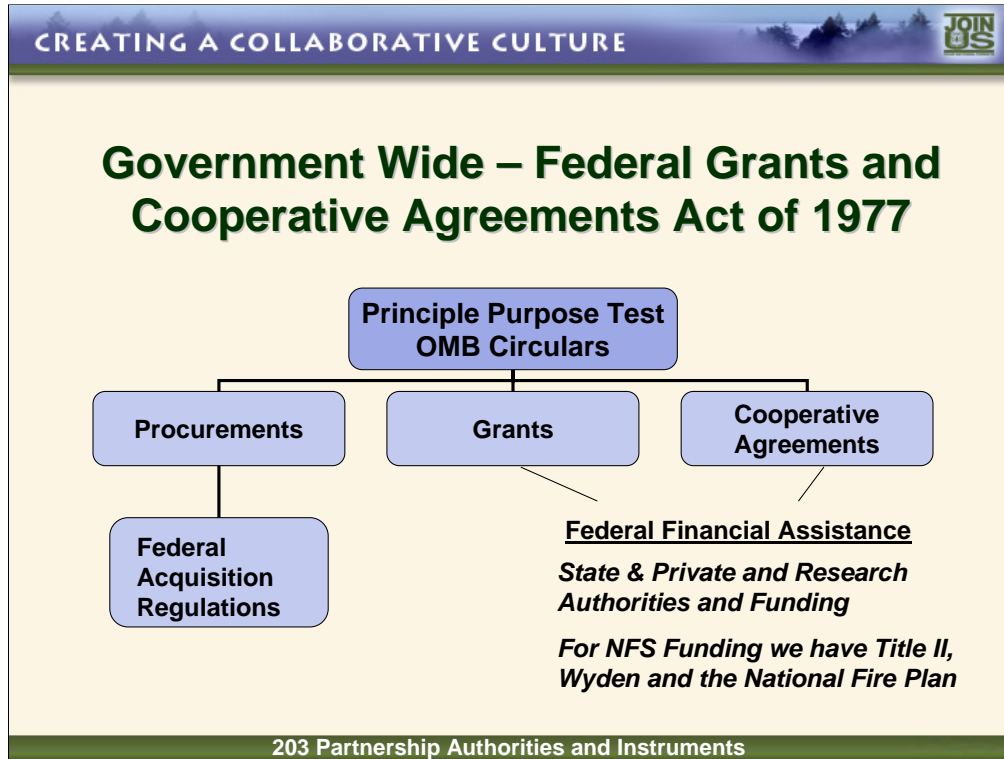 CREATING A COLLABORATIVE CULTURE
JOIN
US
Government Wide – Federal Grants and
Cooperative Agreements Act of 1977
Principle Purpose Test
OMB Circulars
Procurements
Grants
Cooperative
Agreements
Federal
Acquisition
Regulations
Federal Financial Assistance
State & Private and Research
Authorities and Funding
For NFS Funding we have Title II,
Wyden and the National Fire Plan
203 Partnership Authorities and Instruments